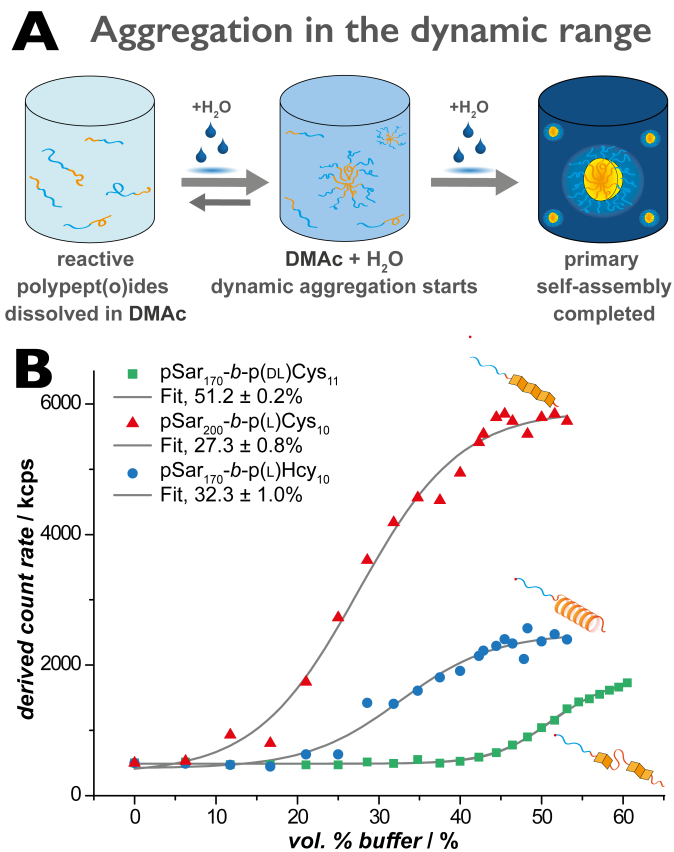 A Aggregation in the dynamic range
+H₂O
+H₂O
reactive
polypept(o)ides
dissolved in DMAc
DMAc + H₂O
dynamic aggregation starts
primary
self-assembly
completed
B
pSar₁₇₀-b-p(DL)Cys₁₁
Fit, 51.2 ± 0.2%
pSar₂₀₀-b-p(L)Cys₁₀
Fit, 27.3 ± 0.8%
pSar₁₇₀-b-p(L)Hcy₁₀
Fit, 32.3 ± 1.0%
derived count rate / kcps
6000
4000
2000
0
0 10 20 30 40 50 60
vol. % buffer / %